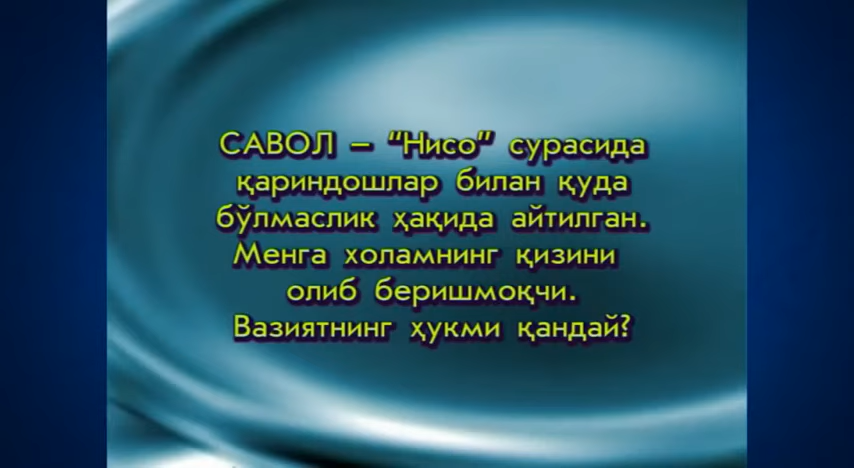 САВОЛ – “Нисо” сурасида
қариндошлар билан қуда
бўлмаслик ҳақида айтилган.
Менга холамнинг қизини
олиб беришмоқчи.
Вазиятнинг ҳукми қандай?